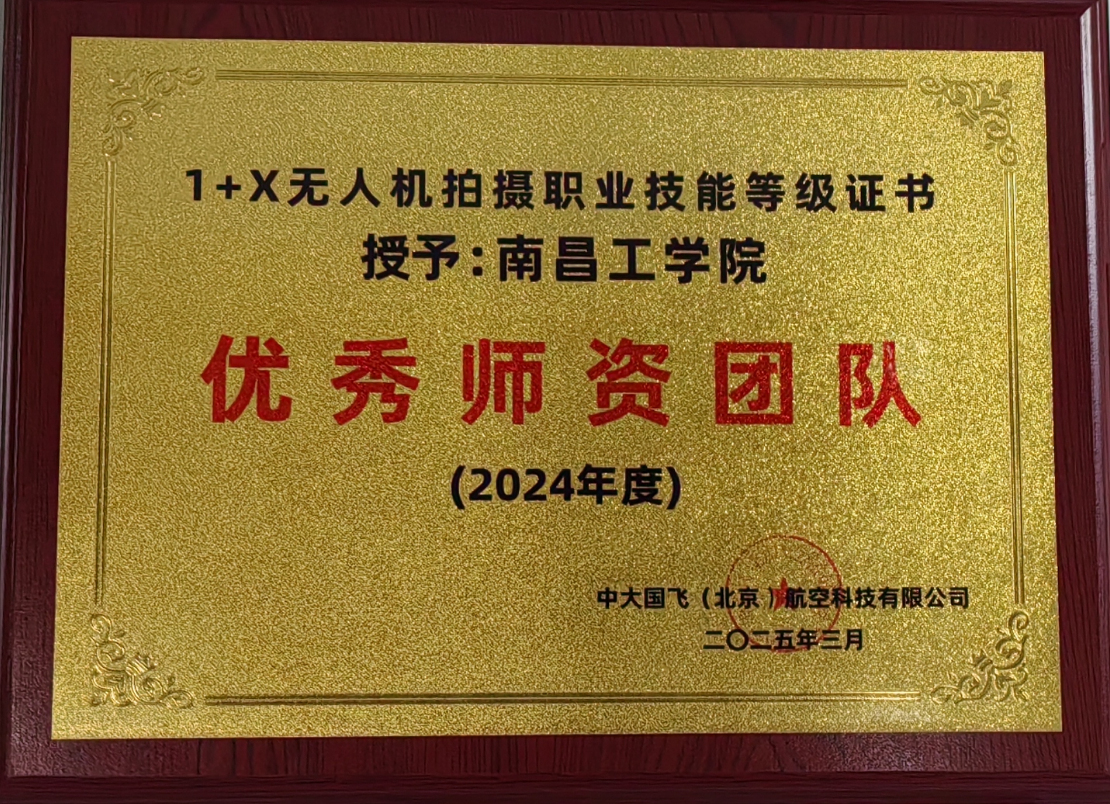 1+X无人机拍摄职业技能等级证书
授予:南昌工学院
优秀师资团队
(2024年度)
中大国飞（北京）航空科技有限公司
二〇二五年三月